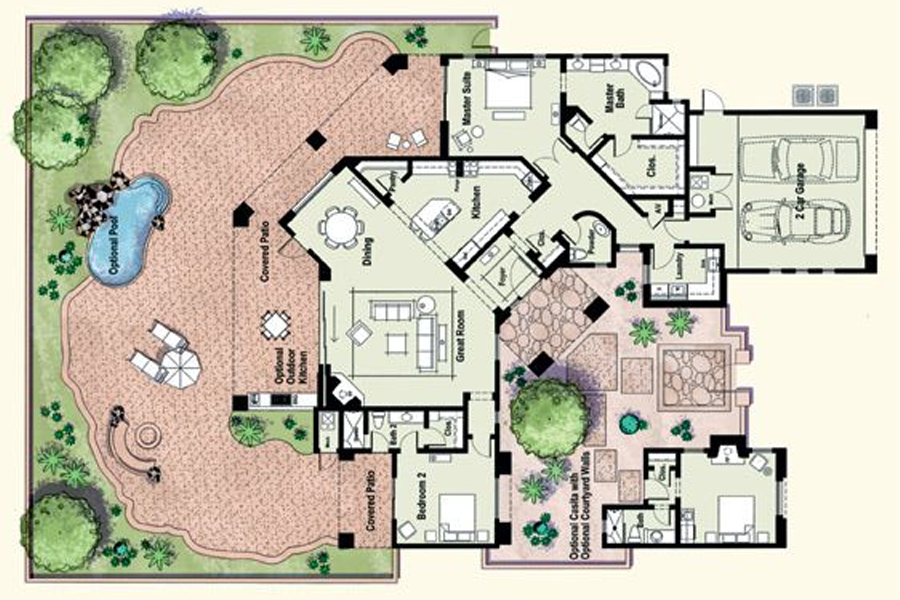 Master Suite
Master
Bath
Clos.
2 Car Garage
Pantry
Kitchen
Dining
Covered Patio
Optional Pool
Clos.
Powder
Foyer
Laundry
AV
Great Room
Optional
Outdoor
Kitchen
Bath 2
Clos.
Bedroom 2
Covered Patio
Optional Casita with
Optional Courtyard Walls
Clos.
Bath